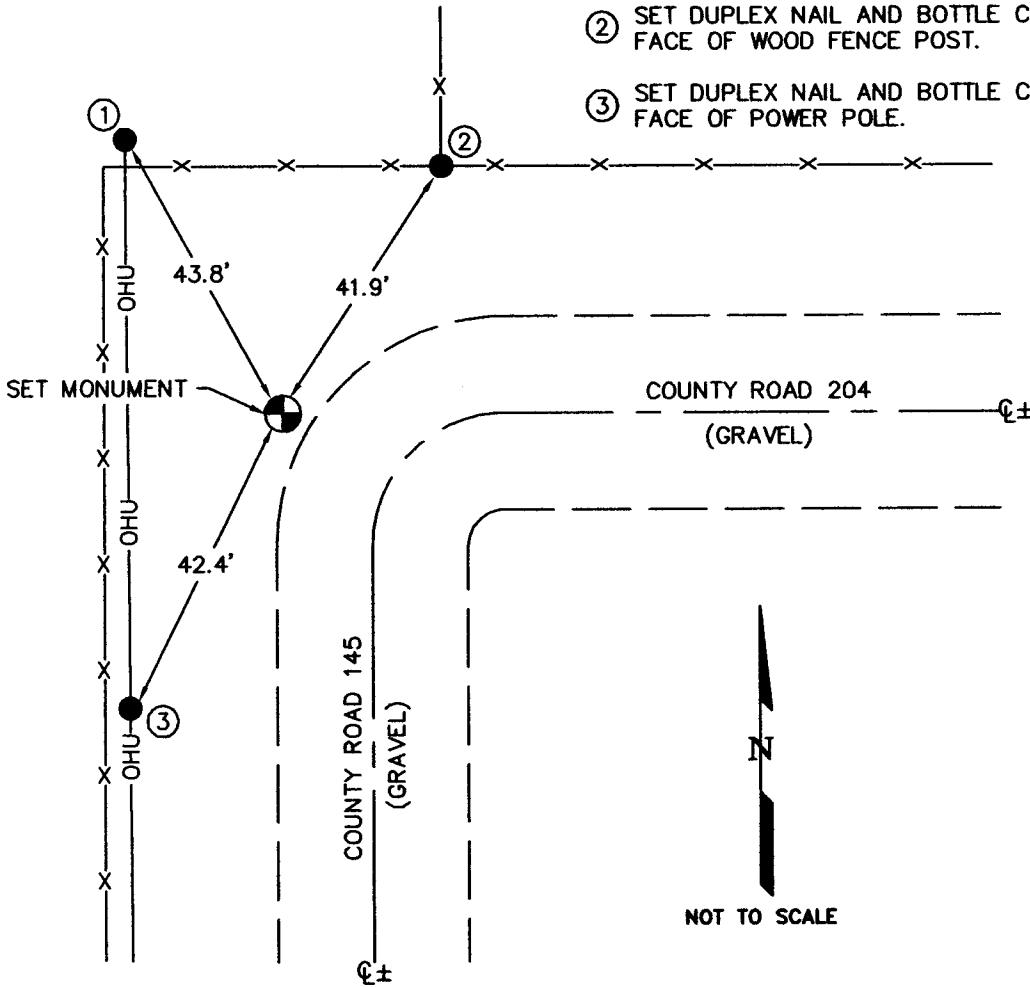 ② SET DUPLEX NAIL AND BOTTLE C
FACE OF WOOD FENCE POST.
③ SET DUPLEX NAIL AND BOTTLE C
FACE OF POWER POLE.
①
②
X X X X X X X X
X
43.8'
41.9'
OHU
X
X
SET MONUMENT
COUNTY ROAD 204
(GRAVEL)
℄±
X
OHU
X
42.4'
X
③
OHU
X
X
COUNTY ROAD 145
(GRAVEL)
N
NOT TO SCALE
℄±